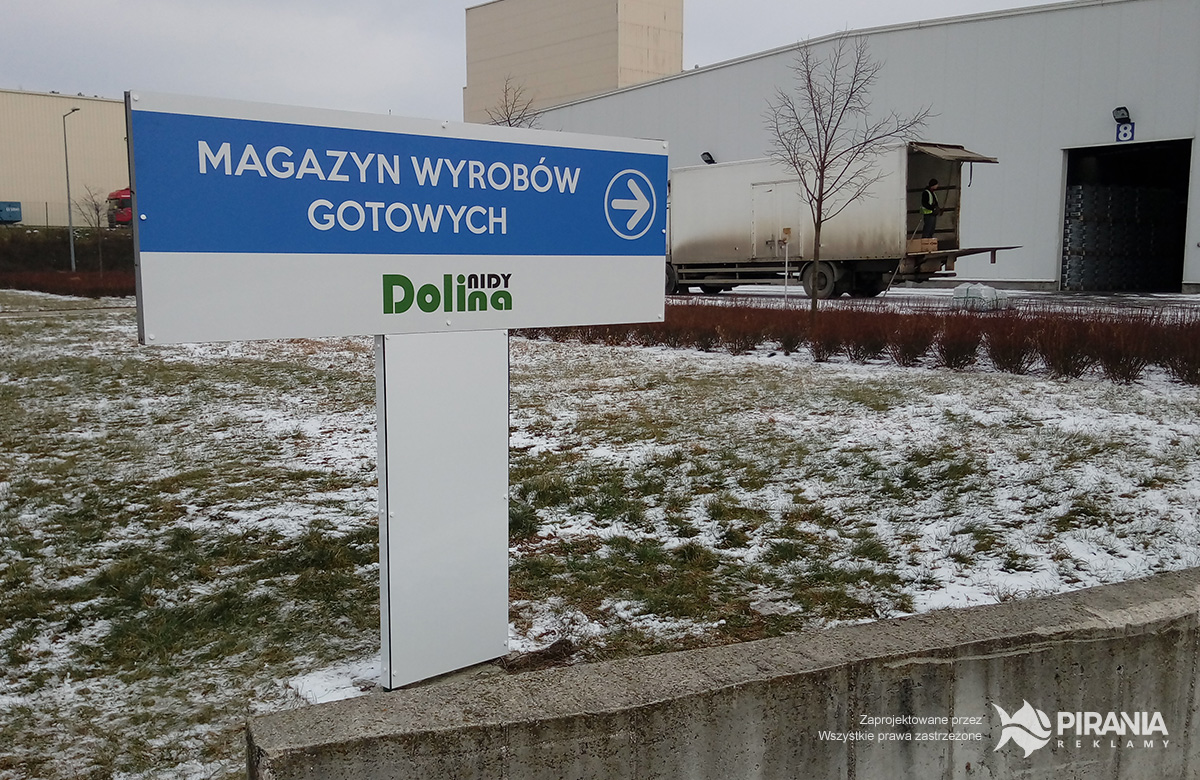 MAGAZYN WYROBÓW
GOTOWYCH
Dolina NIDY
8
Zaprojektowane przez
Wszystkie prawa zastrzeżone
PIRANIA
REKLAMY